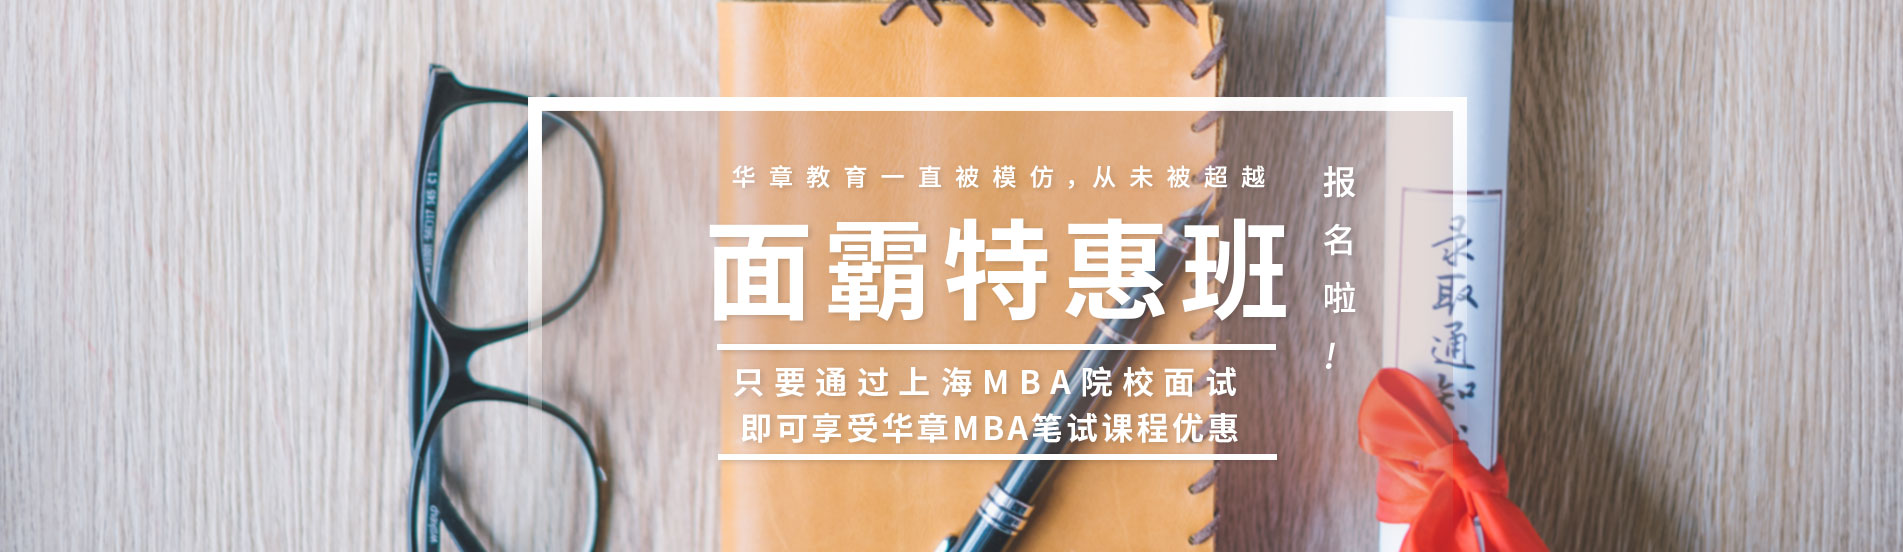 华章教育一直被模仿，从未被超越
面霸特惠班
报名啦！
只要通过上海MBA院校面试
即可享受华章MBA笔试课程优惠
录取通知